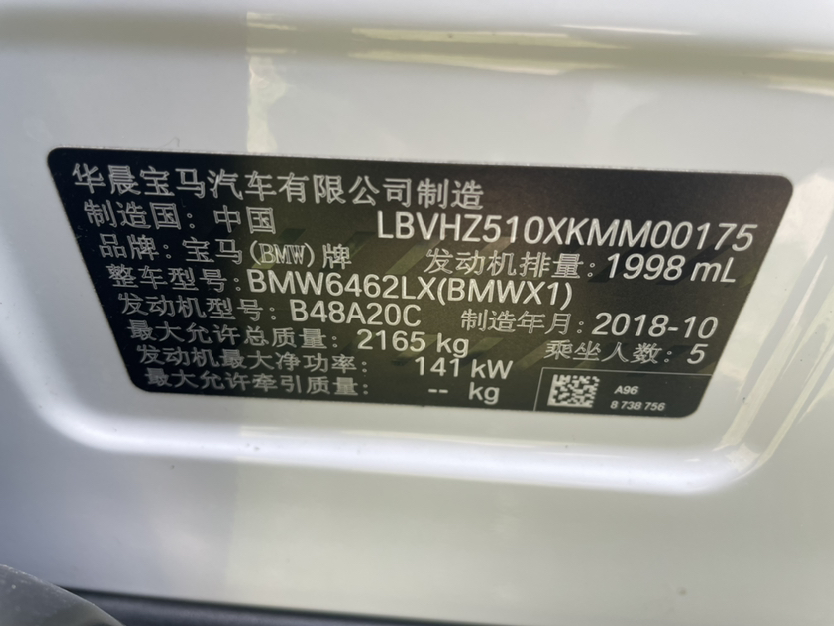 华晨宝马汽车有限公司制造
制造国：中国 LBVHZ510XKMM00175
品牌：宝马(BMW)牌 发动机排量：1998 mL
整车型号：BMW6462LX(BMWX1)
发动机型号：B48A20C 制造年月：2018-10
最大允许总质量：2165 kg 乘坐人数：5
发动机最大净功率：141 kW
最大允许牵引质量：-- kg
A96
8 738 756